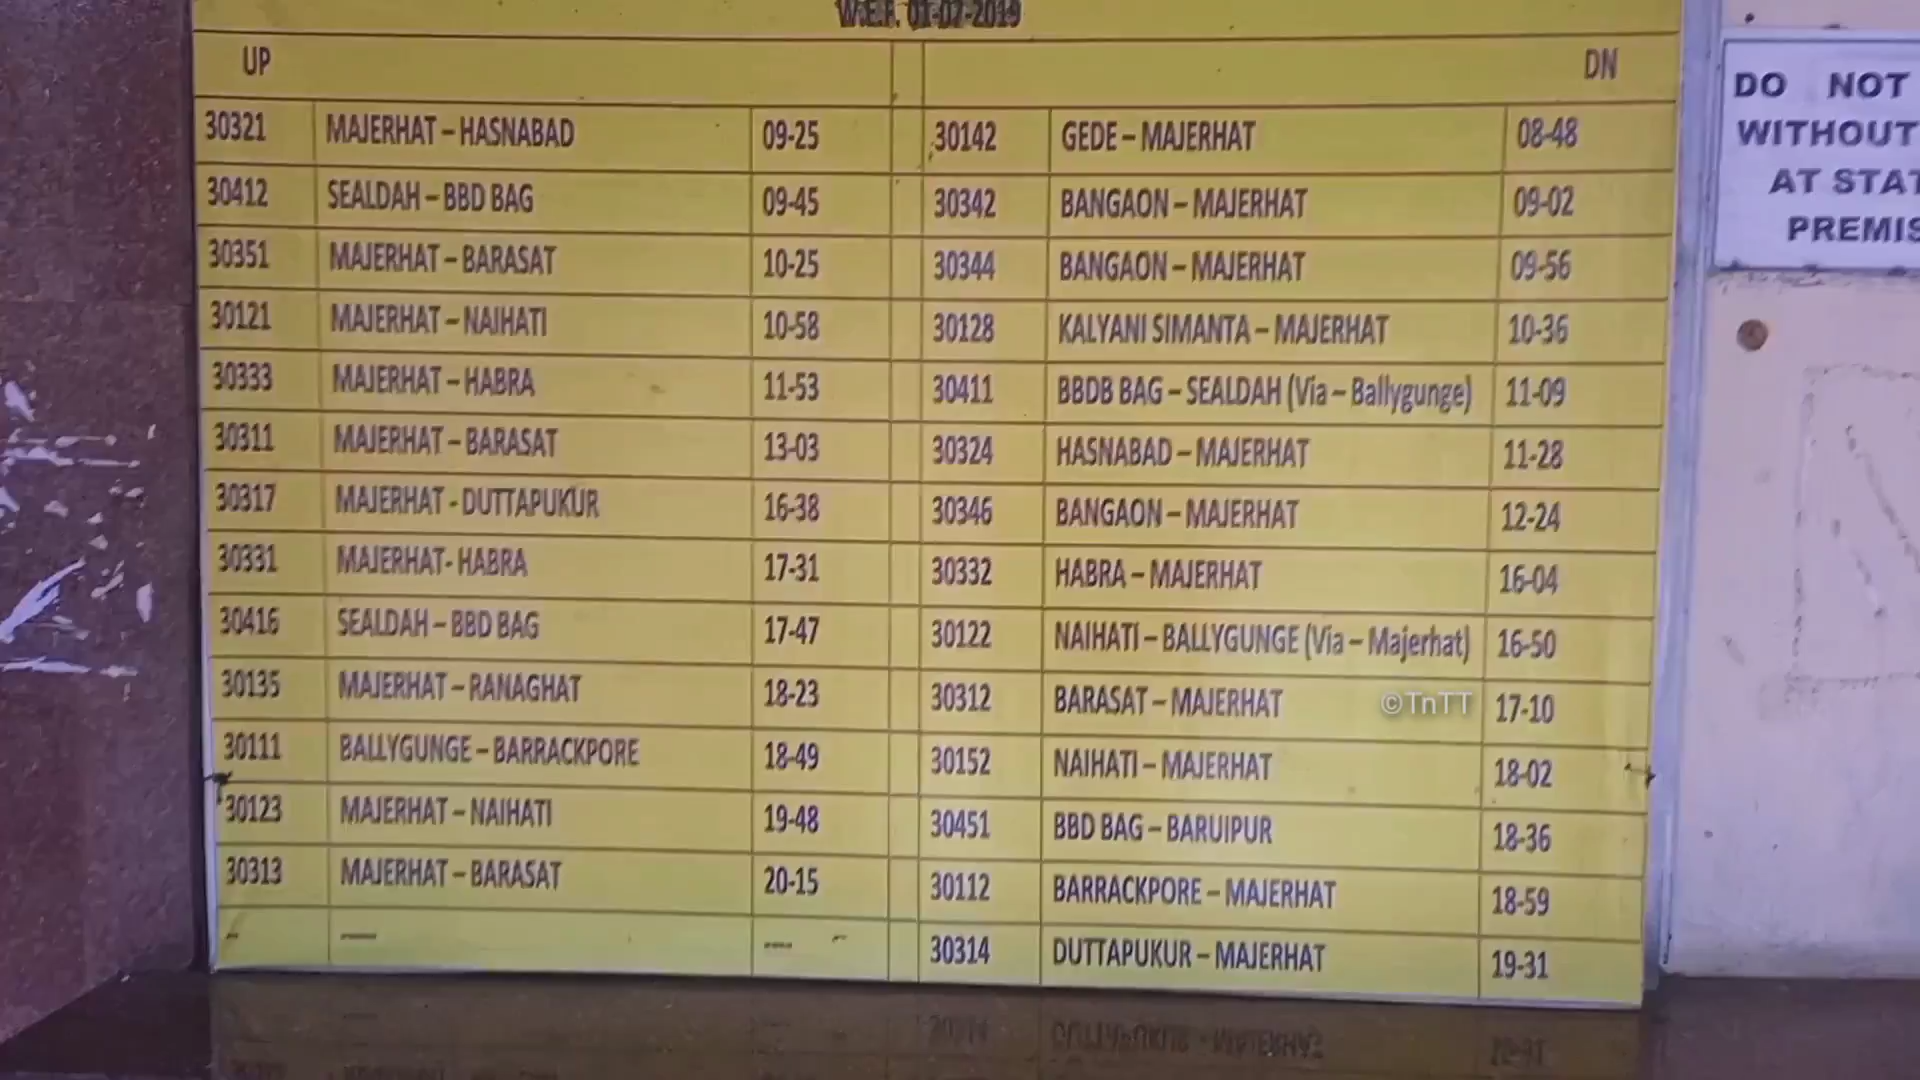 W.E.F. 01-07-2019
UP DN
30321 MAJERHAT – HASNABAD 09-25 30142 GEDE – MAJERHAT 08-48
30412 SEALDAH – BBD BAG 09-45 30342 BANGAON – MAJERHAT 09-02
30351 MAJERHAT – BARASAT 10-25 30344 BANGAON – MAJERHAT 09-56
30121 MAJERHAT – NAIHATI 10-58 30128 KALYANI SIMANTA – MAJERHAT 10-36
30333 MAJERHAT – HABRA 11-53 30411 BBDB BAG – SEALDAH (Via – Ballygunge) 11-09
30311 MAJERHAT – BARASAT 13-03 30324 HASNABAD – MAJERHAT 11-28
30317 MAJERHAT - DUTTAPUKUR 16-38 30346 BANGAON – MAJERHAT 12-24
30331 MAJERHAT- HABRA 17-31 30332 HABRA – MAJERHAT 16-04
30416 SEALDAH – BBD BAG 17-47 30122 NAIHATI – BALLYGUNGE (Via – Majerhat) 16-50
30135 MAJERHAT – RANAGHAT 18-23 30312 BARASAT – MAJERHAT 17-10
30111 BALLYGUNGE – BARRACKPORE 18-49 30152 NAIHATI – MAJERHAT 18-02
30123 MAJERHAT – NAIHATI 19-48 30451 BBD BAG – BARUIPUR 18-36
30313 MAJERHAT – BARASAT 20-15 30112 BARRACKPORE – MAJERHAT 18-59
– — — 30314 DUTTAPUKUR – MAJERHAT 19-31
©TnTT
DO NOT
WITHOUT
AT STAT
PREMIS